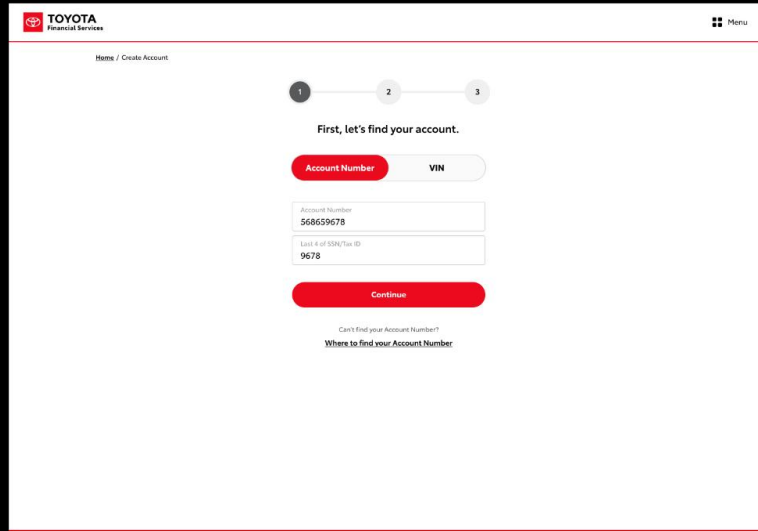 TOYOTA
Financial Services
Menu
Home / Create Account
1 2 3
First, let's find your account.
Account Number VIN
Account Number
568659678
Last 4 of SSN/Tax ID
9678
Continue
Can't find your Account Number?
Where to find your Account Number